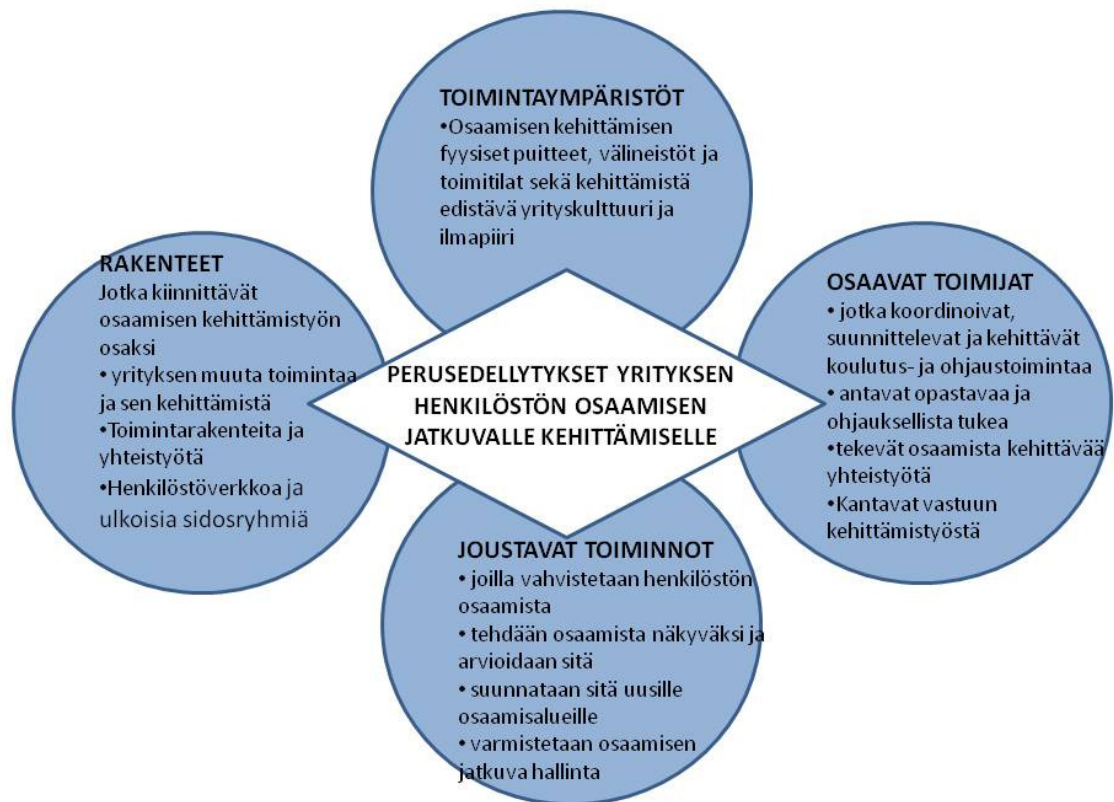 TOIMINTAYMPÄRISTÖT
•Osaamisen kehittämisen
fyysiset puitteet, välineistöt ja
toimitilat sekä kehittämistä
edistävä yrityskulttuuri ja
ilmapiiri
RAKENTEET
Jotka kiinnittävät
osaamisen kehittämistyön
osaksi
• yrityksen muuta toimintaa
ja sen kehittämistä
•Toimintarakenteita ja
yhteistyötä
•Henkilöstöverkkoa ja
ulkoisia sidosryhmiä
PERUSEDELLYTYKSET YRITYKSEN
HENKILÖSTÖN OSAAMISEN
JATKUVALLE KEHITTÄMISELLE
OSAAVAT TOIMIJAT
• jotka koordinoivat,
suunnittelevat ja kehittävät
koulutus- ja ohjaustoimintaa
• antavat opastavaa ja
ohjauksellista tukea
•tekevät osaamista kehittävää
yhteistyötä
•Kantavat vastuun
kehittämistyöstä
JOUSTAVAT TOIMINNOT
• joilla vahvistetaan henkilöstön
osaamista
• tehdään osaamista näkyväksi ja
arvioidaan sitä
• suunnataan sitä uusille
osaamisalueille
• varmistetaan osaamisen
jatkuva hallinta